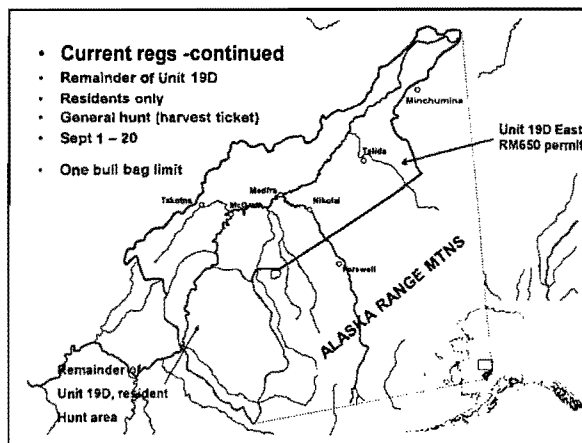 • Current regs -continued
• Remainder of Unit 19D
• Residents only
• General hunt (harvest ticket)
• Sept 1 – 20
• One bull bag limit
Minchumina
Unit 19D East
RM650 permit
Telida
Medfra
Takotna
McGrath
Nikolai
Farewell
ALASKA RANGE MTNS
Remainder of
Unit 19D, resident
Hunt area